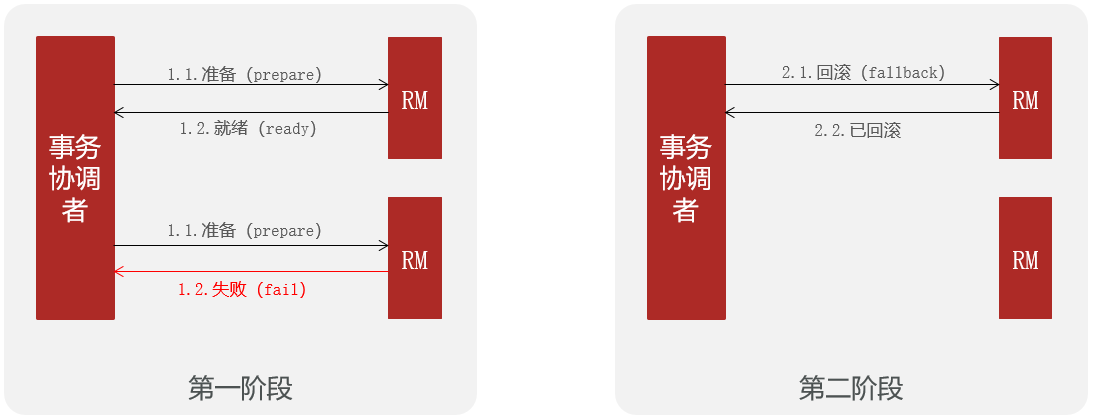 1.1.准备 (prepare)
RM
1.2.就绪 (ready)
事务
协调
者
1.1.准备 (prepare)
RM
1.2.失败 (fail)
第一阶段
2.1.回滚 (fallback)
RM
2.2.已回滚
事务
协调
者
RM
第二阶段